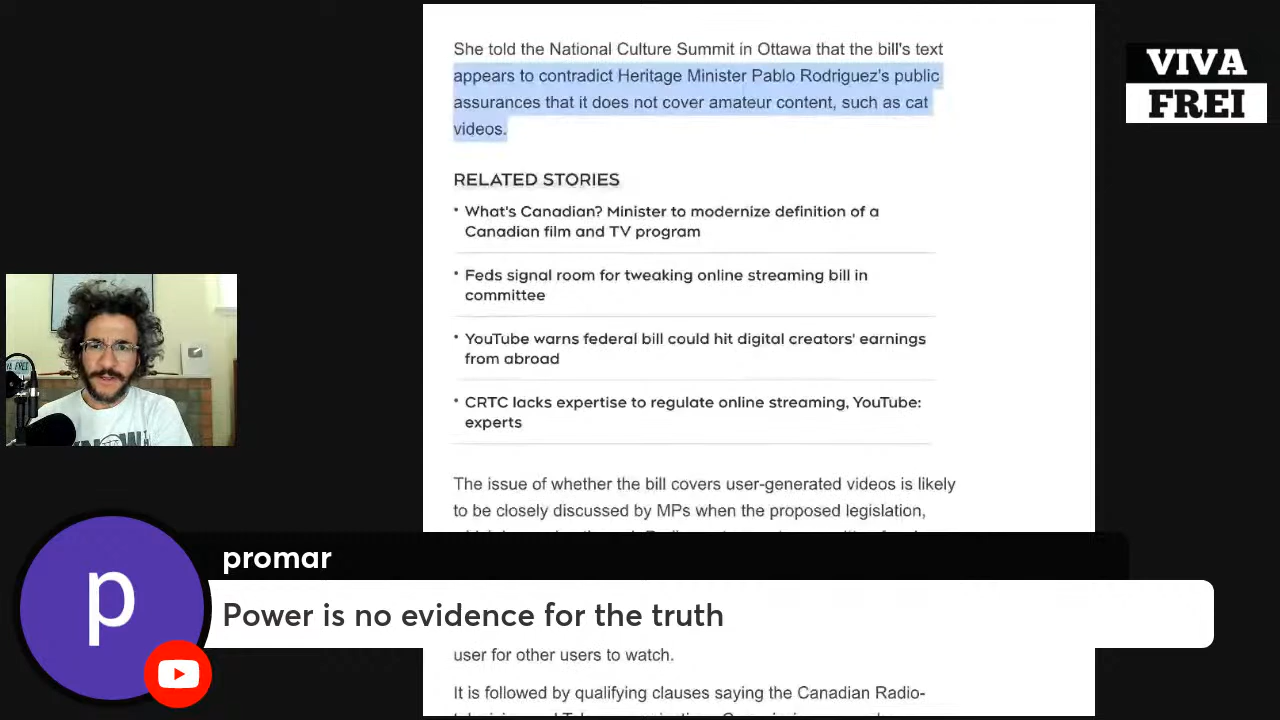 She told the National Culture Summit in Ottawa that the bill's text
appears to contradict Heritage Minister Pablo Rodriguez's public
assurances that it does not cover amateur content, such as cat
videos.
VIVA
FREI
RELATED STORIES
• What's Canadian? Minister to modernize definition of a
Canadian film and TV program
• Feds signal room for tweaking online streaming bill in
committee
• YouTube warns federal bill could hit digital creators' earnings
from abroad
• CRTC lacks expertise to regulate online streaming, YouTube:
experts
The issue of whether the bill covers user-generated videos is likely
to be closely discussed by MPs when the proposed legislation,
promar
p
Power is no evidence for the truth
user for other users to watch.
It is followed by qualifying clauses saying the Canadian Radio-